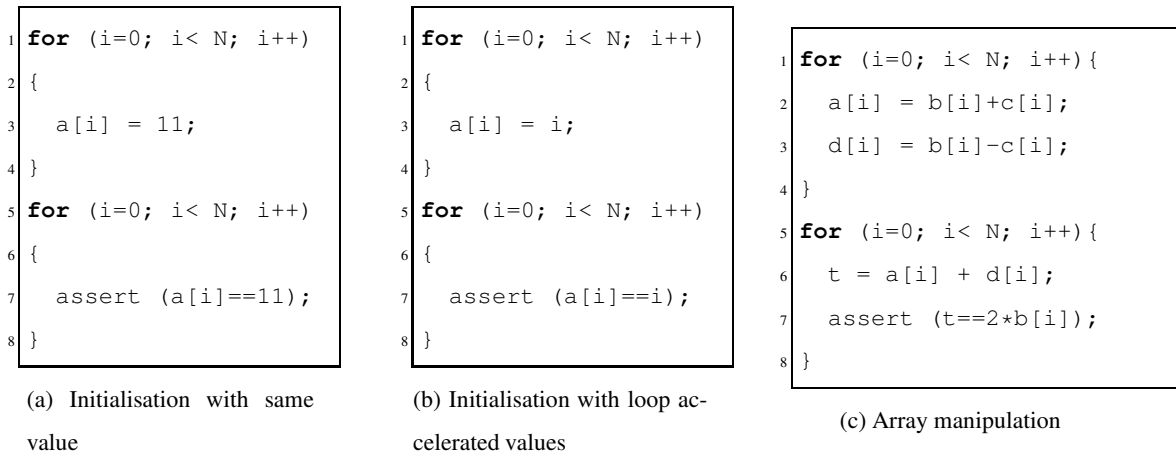 1 for (i=0; i< N; i++)
2 {
3 a[i] = 11;
4 }
5 for (i=0; i< N; i++)
6 {
7 assert (a[i]==11);
8 }
(a) Initialisation with same
value
1 for (i=0; i< N; i++)
2 {
3 a[i] = i;
4 }
5 for (i=0; i< N; i++)
6 {
7 assert (a[i]==i);
8 }
(b) Initialisation with loop ac-
celerated values
1 for (i=0; i< N; i++){
2 a[i] = b[i]+c[i];
3 d[i] = b[i]-c[i];
4 }
5 for (i=0; i< N; i++){
6 t = a[i] + d[i];
7 assert (t==2*b[i]);
8 }
(c) Array manipulation